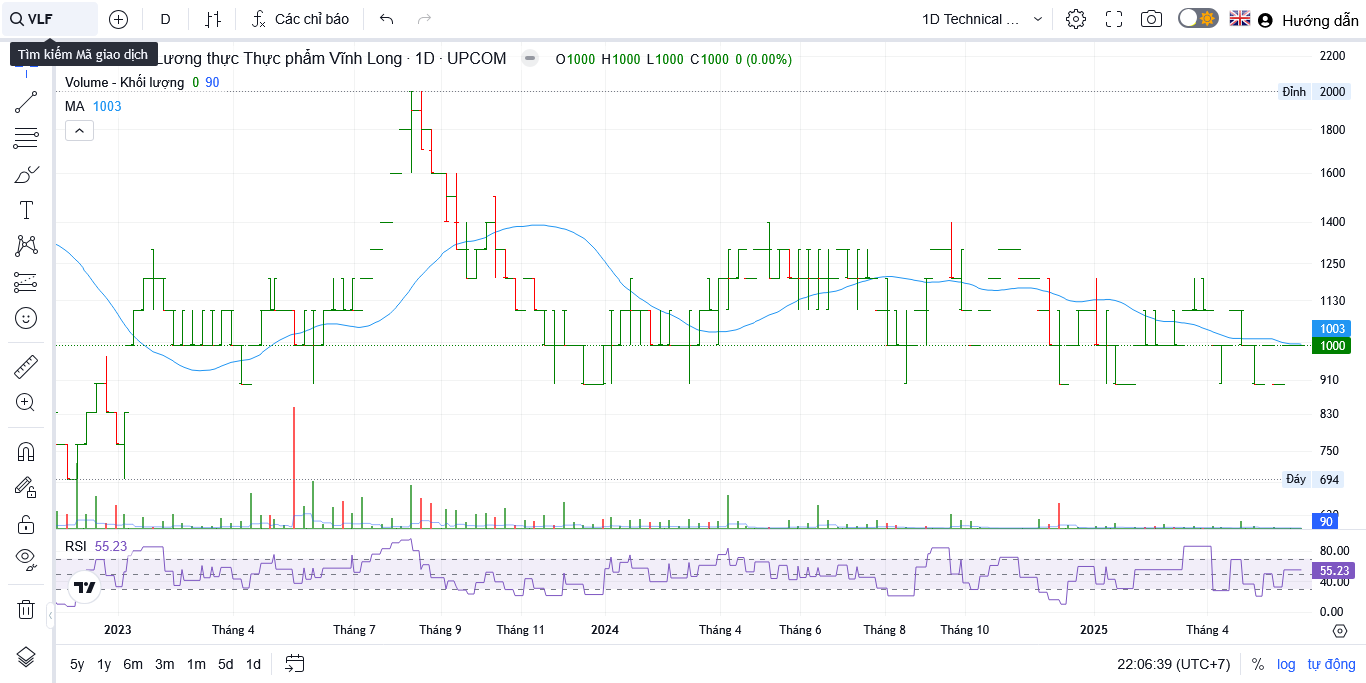 VLF D Các chỉ báo 1D Technical ... Hướng dẫn
Tìm kiếm Mã giao dịch
Lương thực Thực phẩm Vĩnh Long · 1D · UPCOM O1000 H1000 L1000 C1000 0 (0.00%)
Volume - Khối lượng 0 90
MA 1003
2200
Đỉnh 2000
1800
1600
1400
1250
1130
1003
1000
910
830
750
Đáy 694
90
RSI 55.23
80.00
55.23
40.00
0.00
2023 Tháng 4 Tháng 7 Tháng 9 Tháng 11 2024 Tháng 4 Tháng 6 Tháng 8 Tháng 10 2025 Tháng 4
5y 1y 6m 3m 1m 5d 1d 22:06:39 (UTC+7) % log tự động